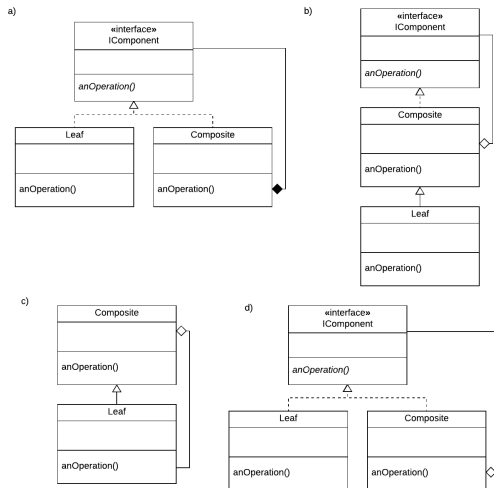 a)
«interface»
IComponent
anOperation()
Leaf
Composite
anOperation()
anOperation()
b)
«interface»
IComponent
anOperation()
Composite
anOperation()
Leaf
anOperation()
c)
Composite
anOperation()
Leaf
anOperation()
d)
«interface»
IComponent
anOperation()
Leaf
Composite
anOperation()
anOperation()